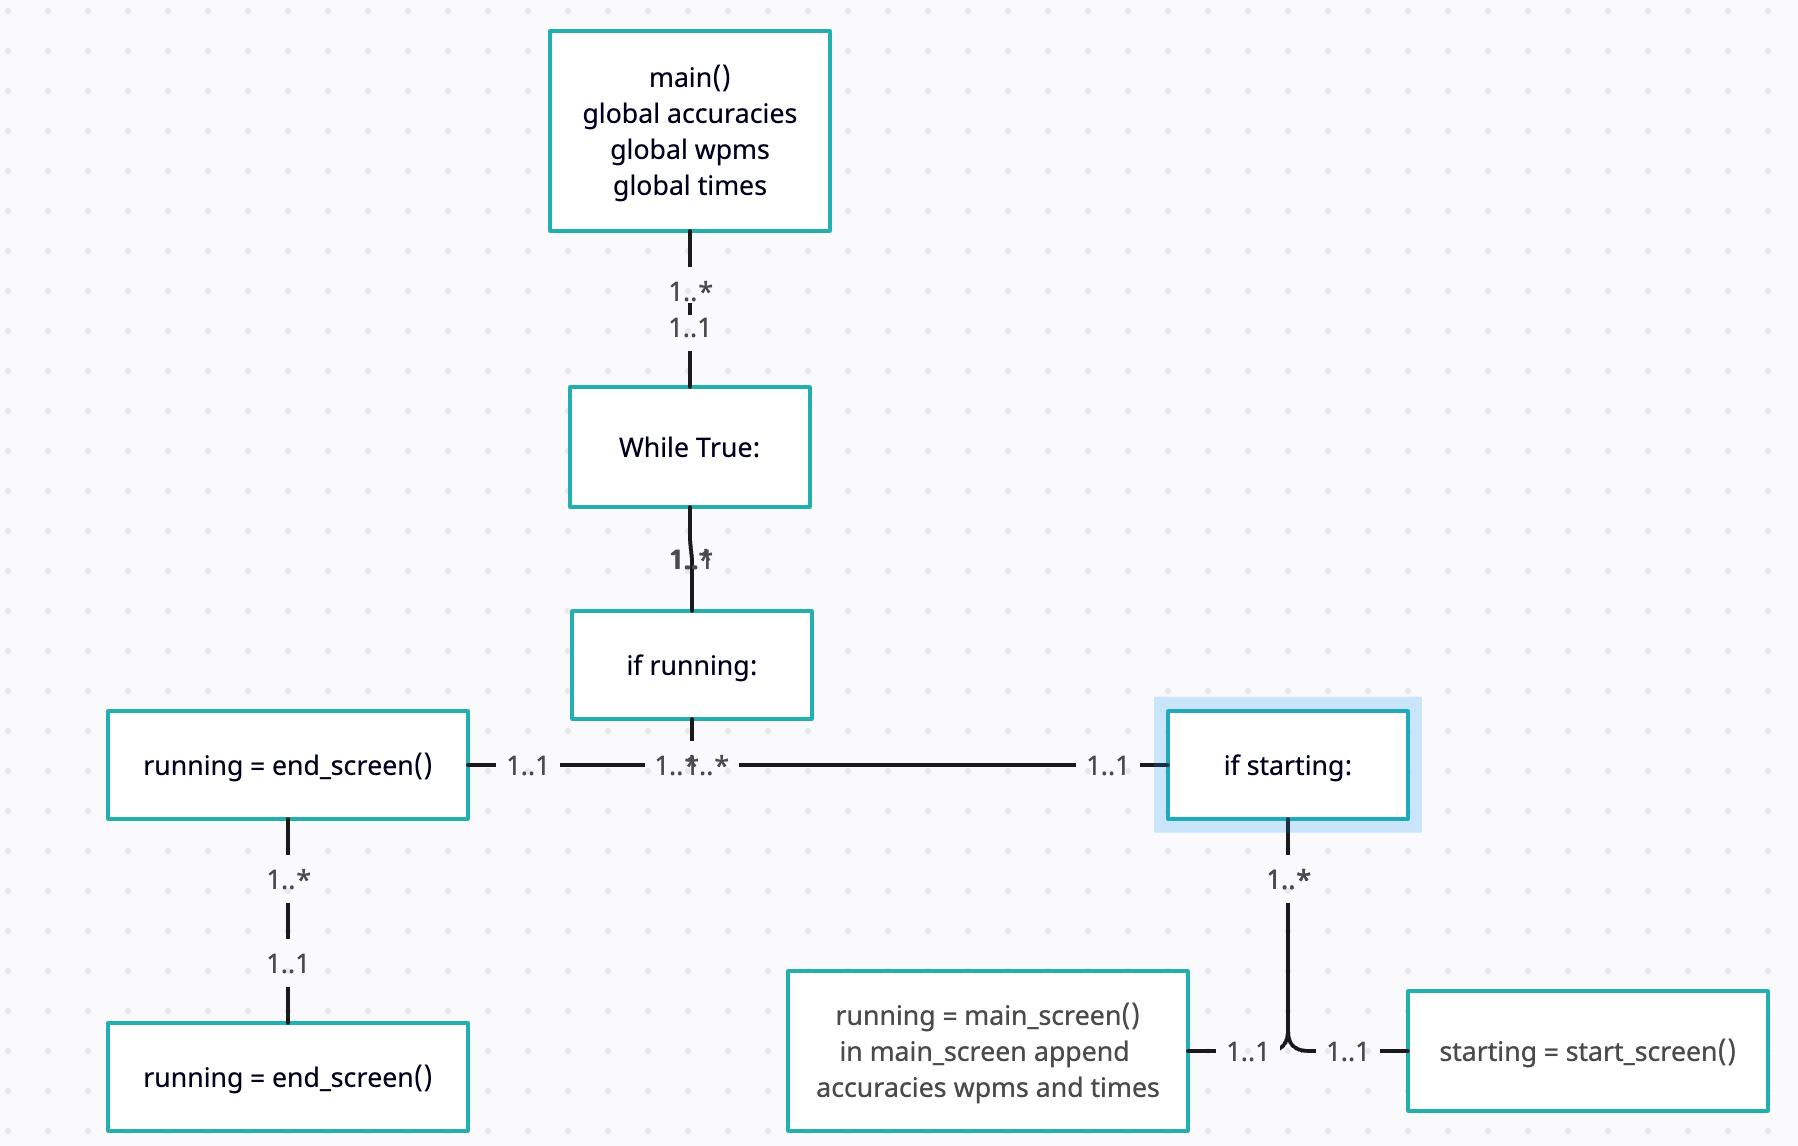 main()
global accuracies
global wpms
global times
1..*
1..1
While True:
1..*
if running:
running = end_screen()
1..1
1..*
1..*
1..1
if starting:
1..*
1..*
1..1
running = main_screen()
in main_screen append
accuracies wpms and times
1..1
1..1
starting = start_screen()
running = end_screen()